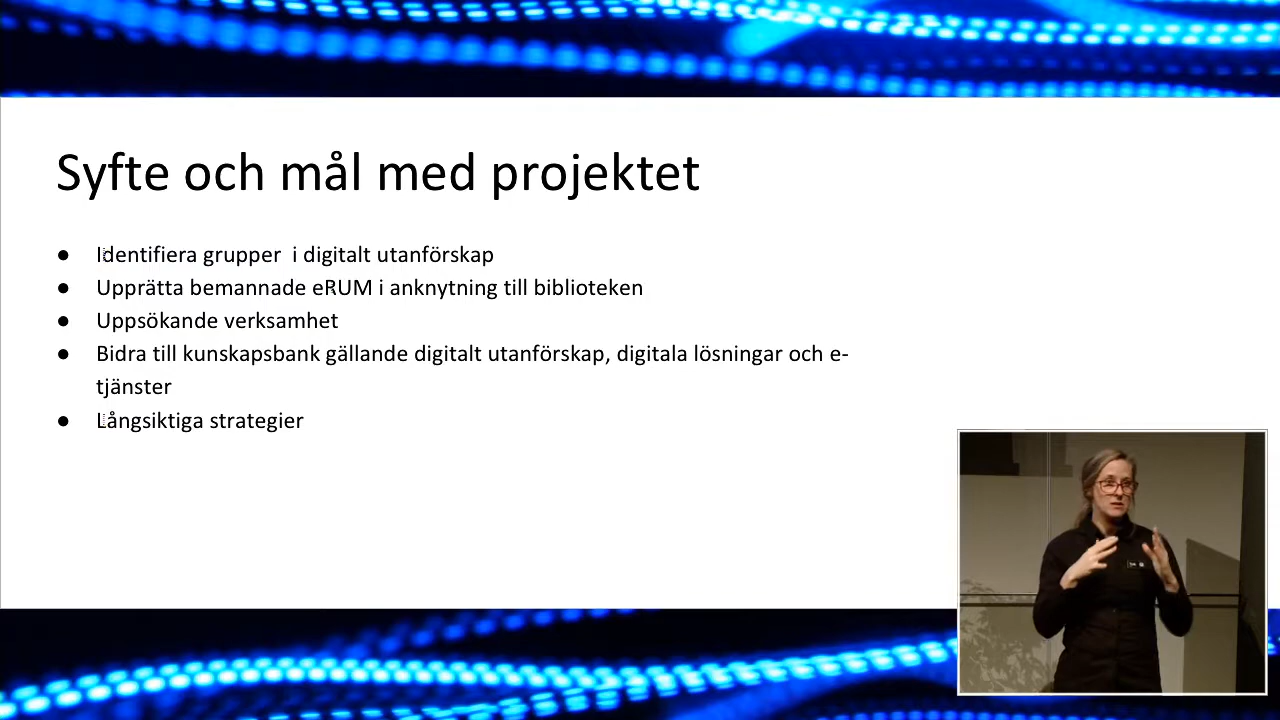 Syfte och mål med projektet
● Identifiera grupper i digitalt utanförskap
● Upprätta bemannade eRUM i anknytning till biblioteken
● Uppsökande verksamhet
● Bidra till kunskapsbank gällande digitalt utanförskap, digitala lösningar och e-
tjänster
● Långsiktiga strategier